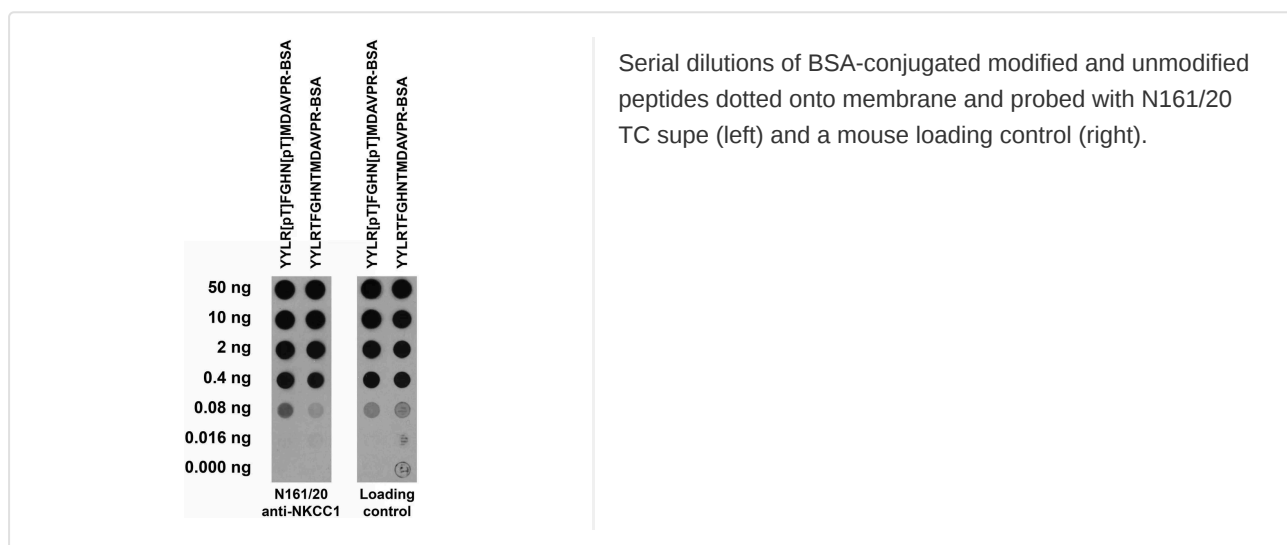 YYLR[pT]FGHN[pT]MDAVPR-BSA
YYLRTFGHNTMDAVPR-BSA
YYLR[pT]FGHN[pT]MDAVPR-BSA
YYLRTFGHNTMDAVPR-BSA
50 ng
10 ng
2 ng
0.4 ng
0.08 ng
0.016 ng
0.000 ng
N161/20
anti-NKCC1
Loading
control
Serial dilutions of BSA-conjugated modified and unmodified
peptides dotted onto membrane and probed with N161/20
TC supe (left) and a mouse loading control (right).